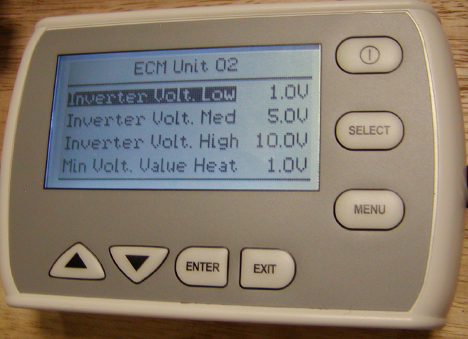 ECM Unit 02
Inverter Volt. Low 1.0V
Inverter Volt. Med 5.0V
Inverter Volt. High 10.0V
Min Volt. Value Heat 1.0V
SELECT
MENU
ENTER
EXIT